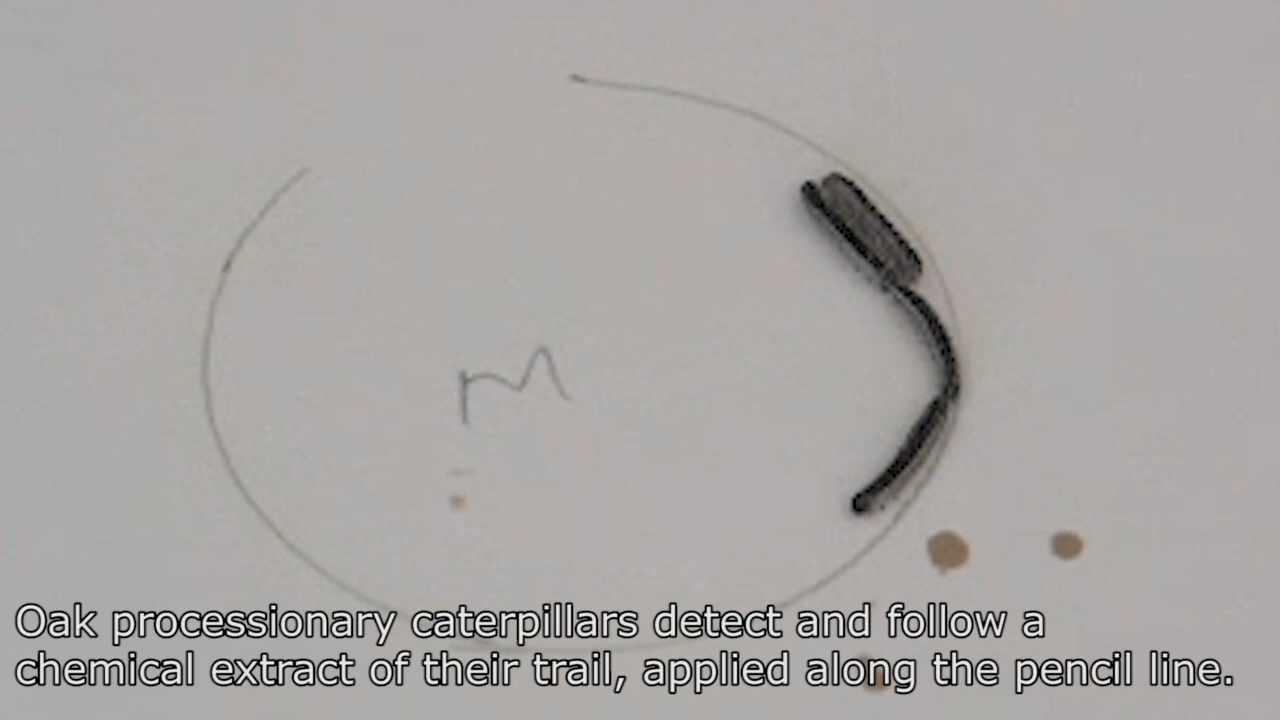 M
Oak processionary caterpillars detect and follow a
chemical extract of their trail, applied along the pencil line.